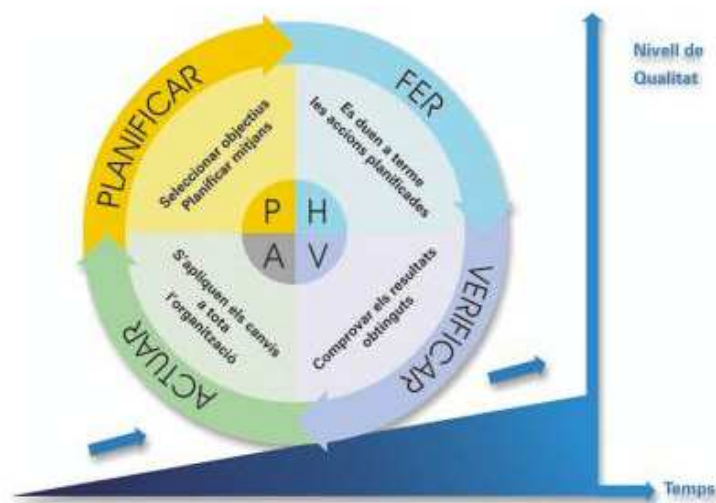 PLANIFICAR
FER
VERIFICAR
ACTUAR
Seleccionar objectius
Planificar mitjans
Es duen a terme
les accions planificades
Comprovar els resultats
obtinguts
S'apliquen els canvis
a tota
l'organització
P
H
A
V
Nivell de
Qualitat
Temps